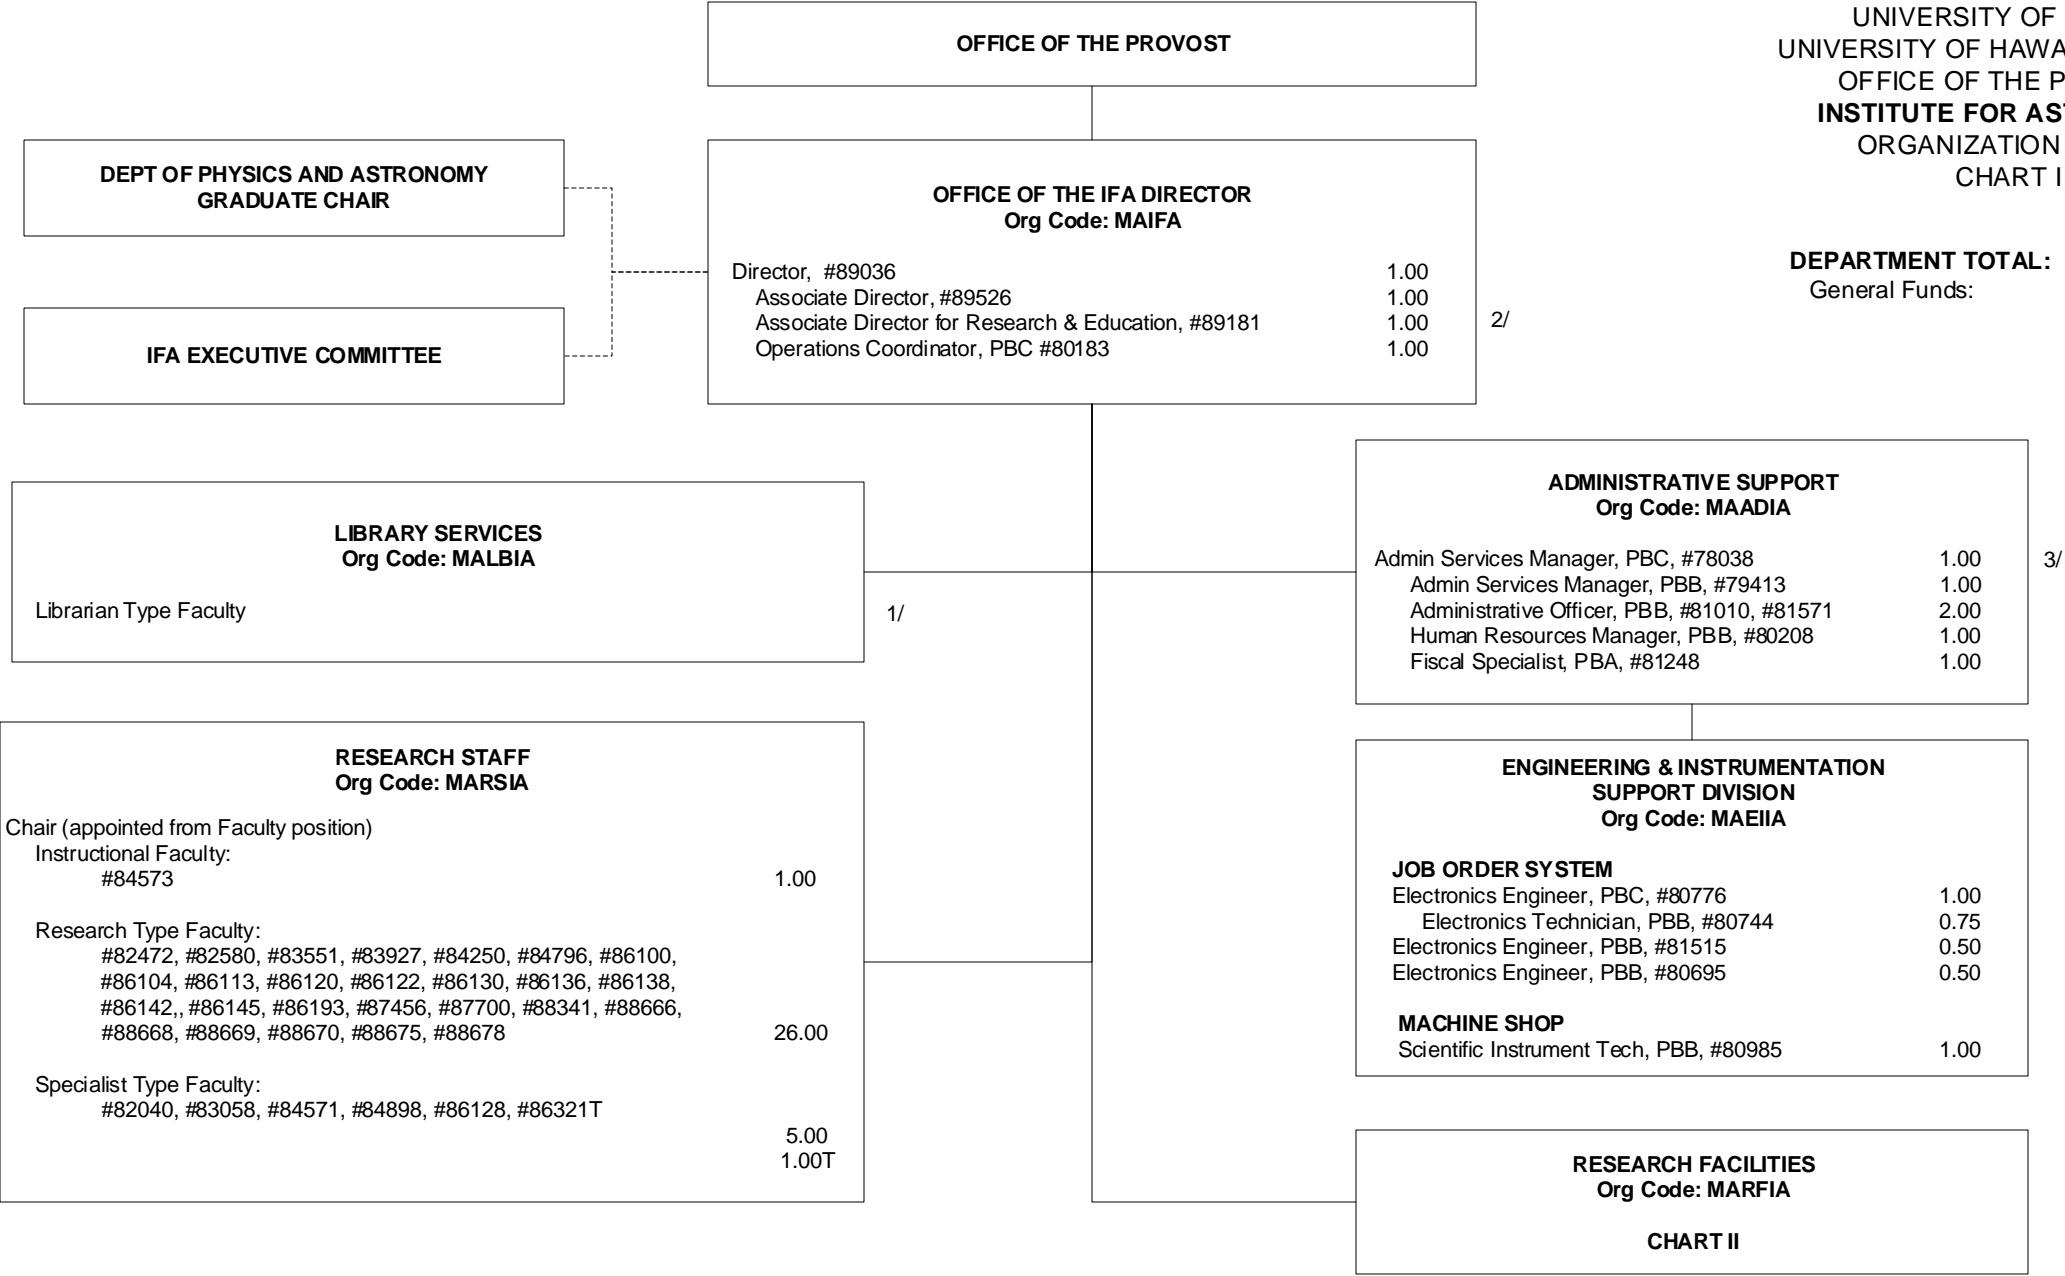 OFFICE OF THE PROVOST
UNIVERSITY OF
UNIVERSITY OF HAWA
OFFICE OF THE P
INSTITUTE FOR AST
ORGANIZATION
CHART I
DEPARTMENT TOTAL:
General Funds:
DEPT OF PHYSICS AND ASTRONOMY
GRADUATE CHAIR
IFA EXECUTIVE COMMITTEE
OFFICE OF THE IFA DIRECTOR
Org Code: MAIFA
Director, #89036 1.00
Associate Director, #89526 1.00
Associate Director for Research & Education, #89181 1.00 2/
Operations Coordinator, PBC #80183 1.00
LIBRARY SERVICES
Org Code: MALBIA
Librarian Type Faculty 1/
ADMINISTRATIVE SUPPORT
Org Code: MAADIA
Admin Services Manager, PBC, #78038 1.00 3/
Admin Services Manager, PBB, #79413 1.00
Administrative Officer, PBB, #81010, #81571 2.00
Human Resources Manager, PBB, #80208 1.00
Fiscal Specialist, PBA, #81248 1.00
RESEARCH STAFF
Org Code: MARSIA
Chair (appointed from Faculty position)
Instructional Faculty:
#84573 1.00
Research Type Faculty:
#82472, #82580, #83551, #83927, #84250, #84796, #86100,
#86104, #86113, #86120, #86122, #86130, #86136, #86138,
#86142,, #86145, #86193, #87456, #87700, #88341, #88666,
#88668, #88669, #88670, #88675, #88678 26.00
Specialist Type Faculty:
#82040, #83058, #84571, #84898, #86128, #86321T
5.00
1.00T
ENGINEERING & INSTRUMENTATION
SUPPORT DIVISION
Org Code: MAEIIA
JOB ORDER SYSTEM
Electronics Engineer, PBC, #80776 1.00
Electronics Technician, PBB, #80744 0.75
Electronics Engineer, PBB, #81515 0.50
Electronics Engineer, PBB, #80695 0.50
MACHINE SHOP
Scientific Instrument Tech, PBB, #80985 1.00
RESEARCH FACILITIES
Org Code: MARFIA
CHART II